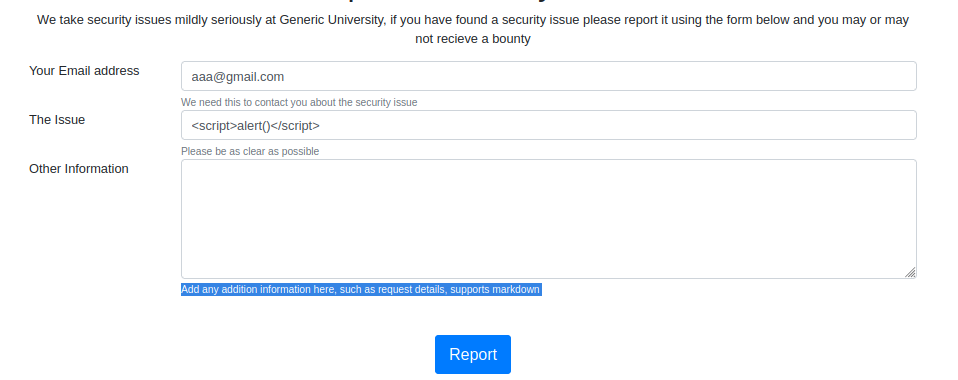 We take security issues mildly seriously at Generic University, if you have found a security issue please report it using the form below and you may or may
not recieve a bounty
Your Email address
aaa@gmail.com
We need this to contact you about the security issue
The Issue
<script>alert()</script>
Please be as clear as possible
Other Information
Add any addition information here, such as request details, supports markdown
Report